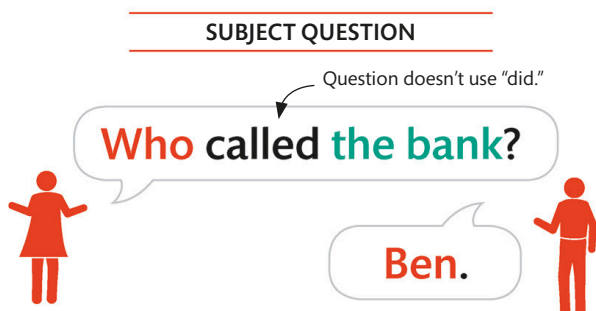 SUBJECT QUESTION
Question doesn’t use “did.”
Who called the bank?
Ben.